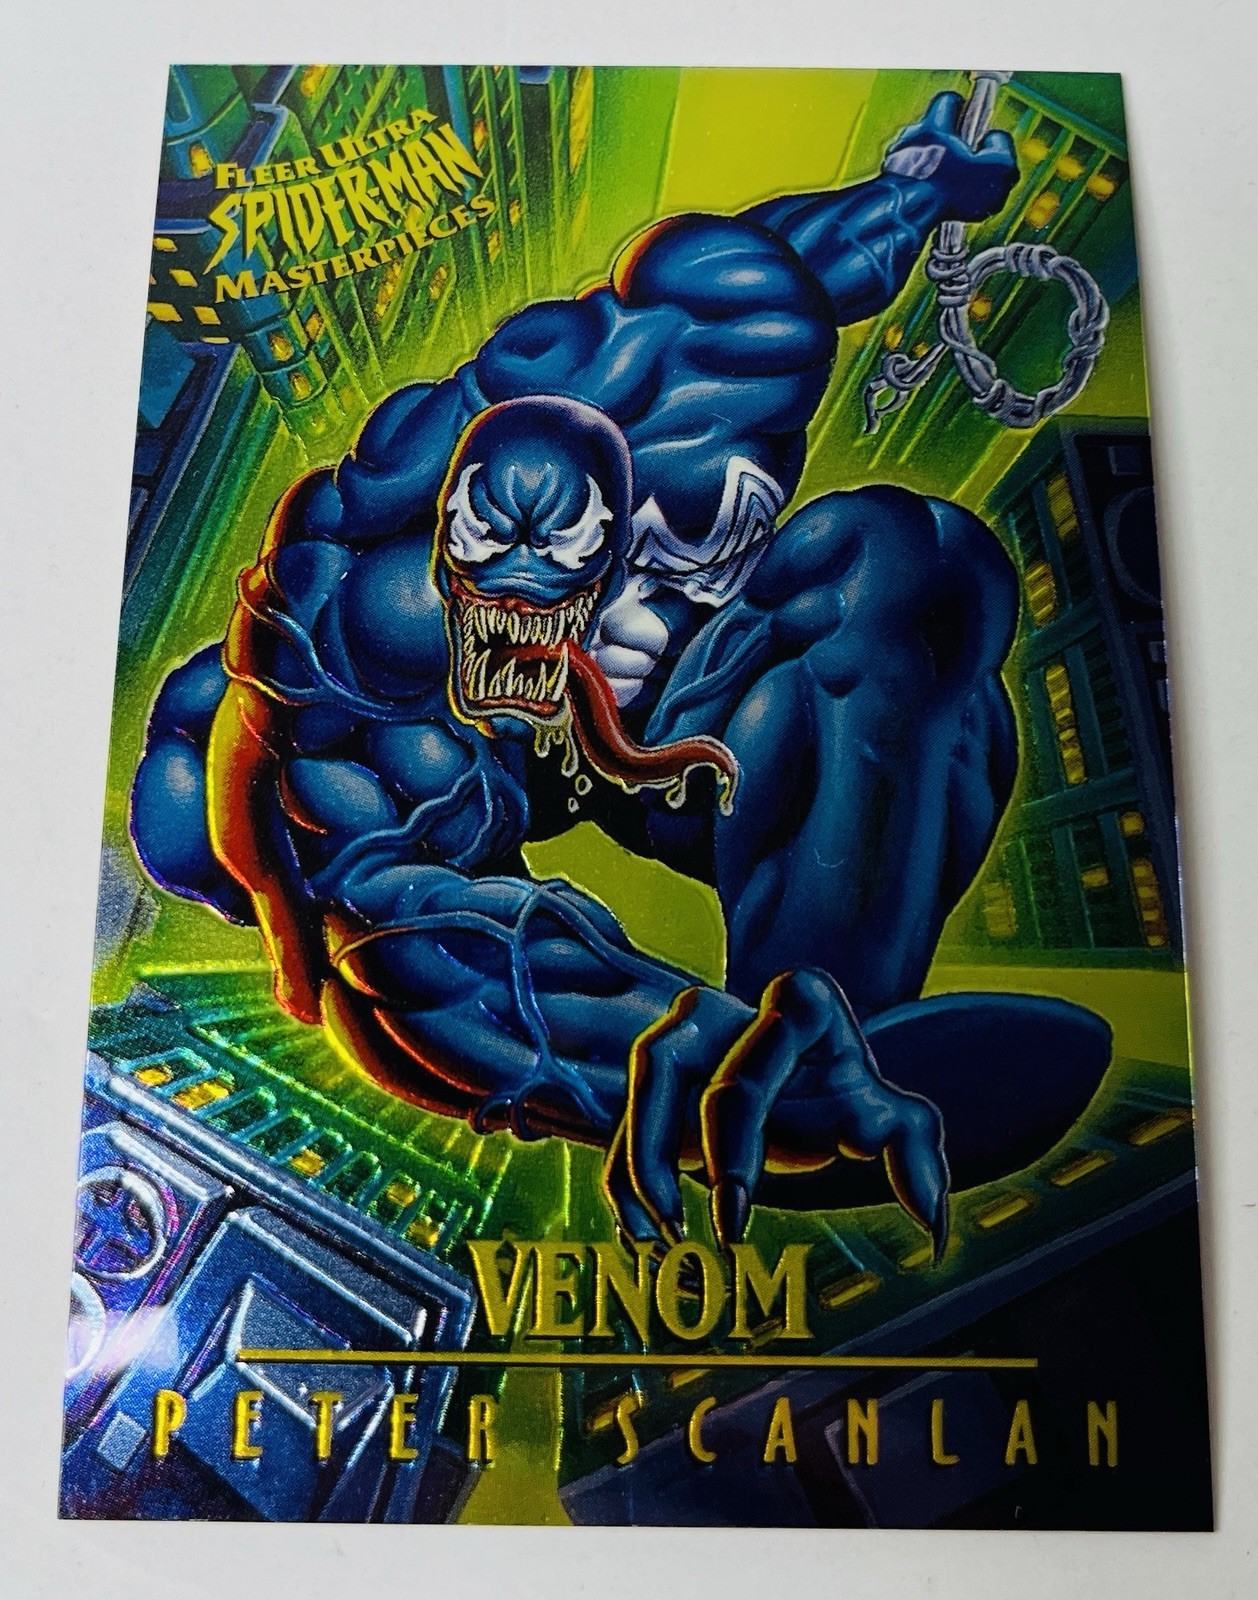 FLEER ULTRA
SPIDER-MAN
MASTERPIECES
VENOM
PETER SCANLAN